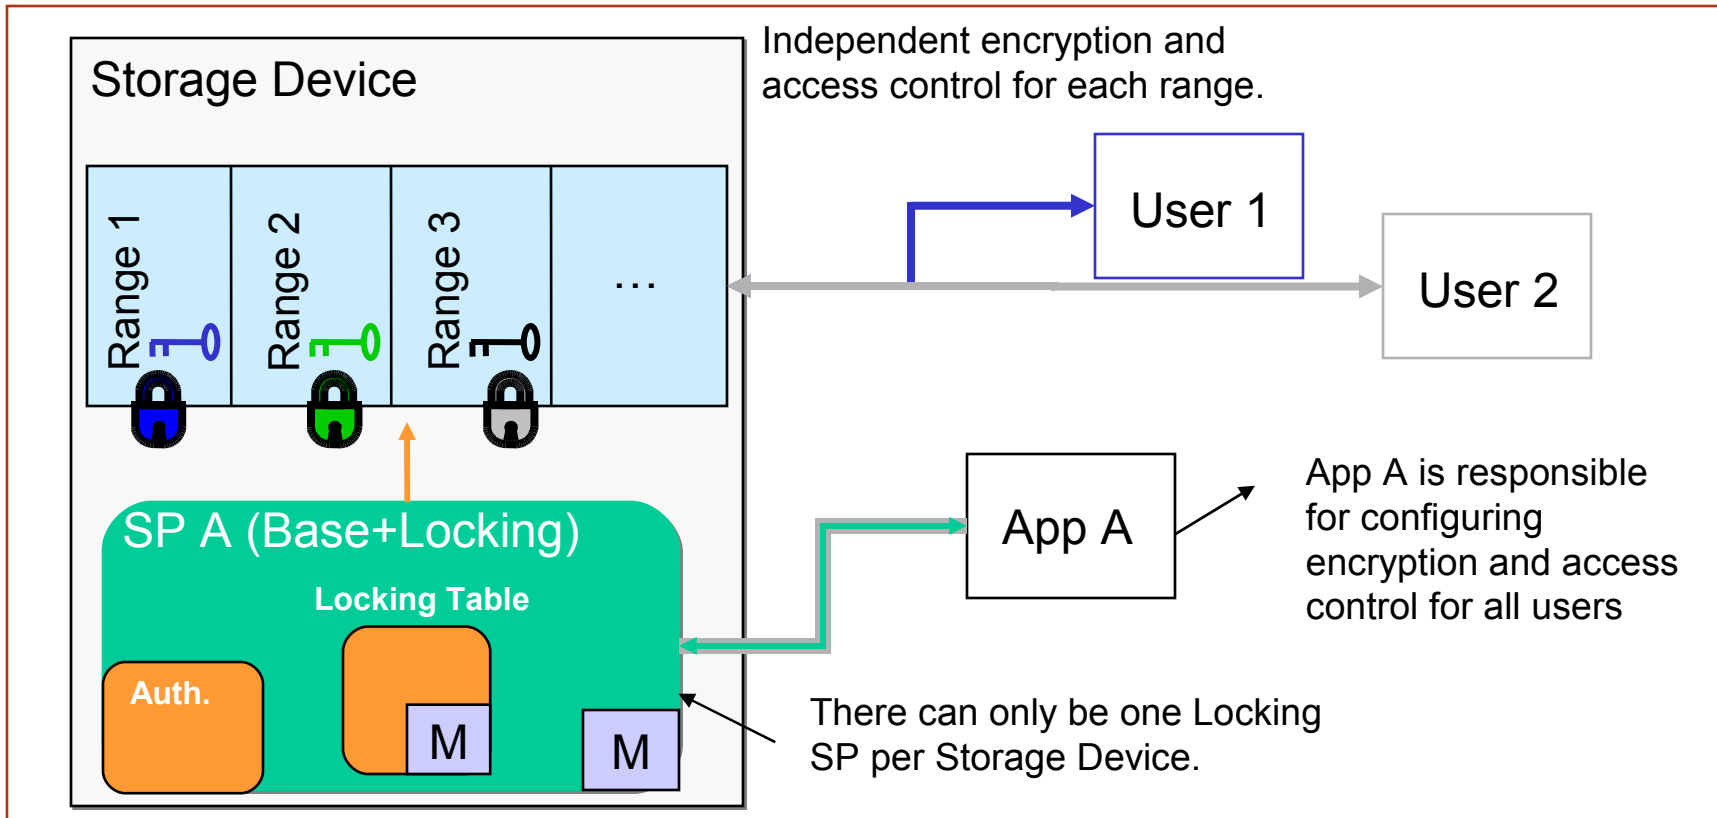 Storage Device
Independent encryption and
access control for each range.
Range 1
Range 2
Range 3
...
User 1
User 2
SP A (Base+Locking)
Locking Table
Auth.
M
M
App A
App A is responsible
for configuring
encryption and access
control for all users
There can only be one Locking
SP per Storage Device.